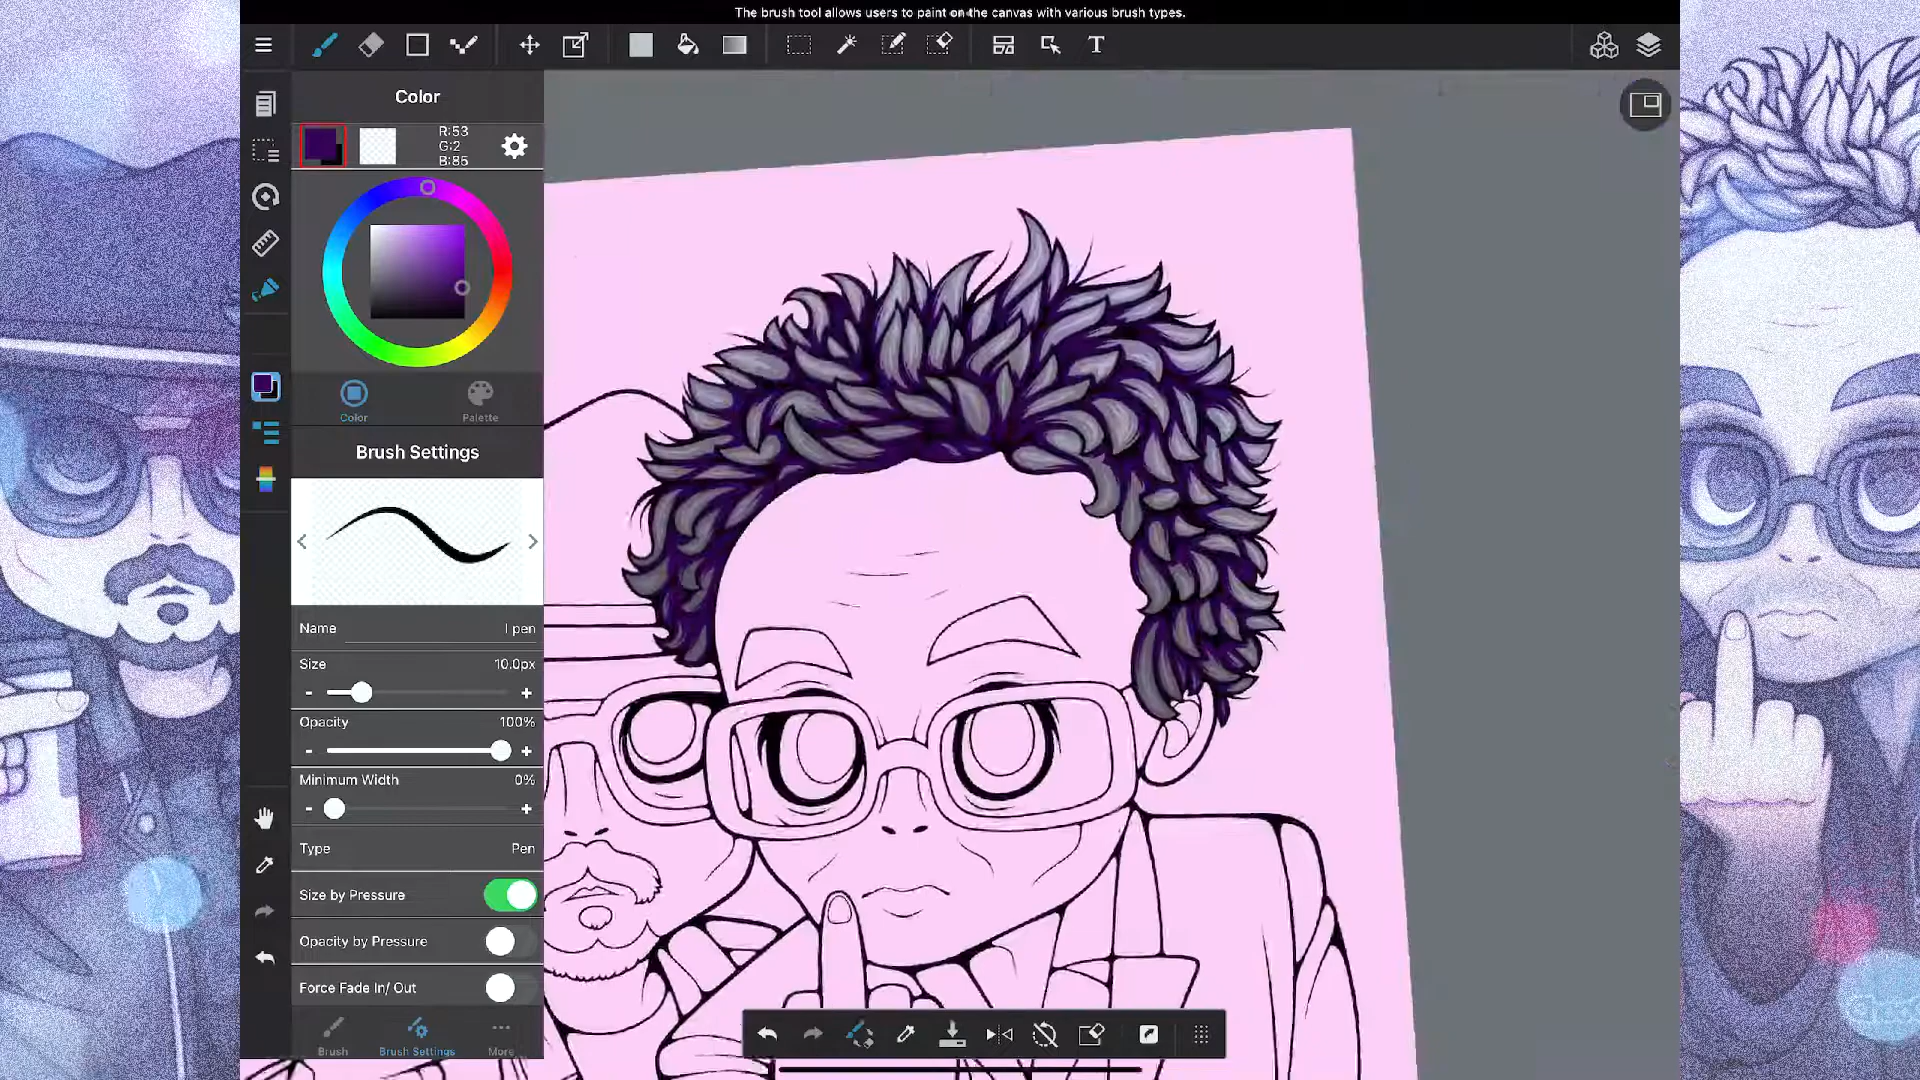 The brush tool allows users to paint on the canvas with various brush types.
T
Color
R:53
G:2
B:85
Color
Palette
Brush Settings
Name
I pen
Size
10.0px
- +
Opacity
100%
- +
Minimum Width
0%
- +
Type
Pen
Size by Pressure
Opacity by Pressure
Force Fade In/ Out
Brush
Brush Settings
More